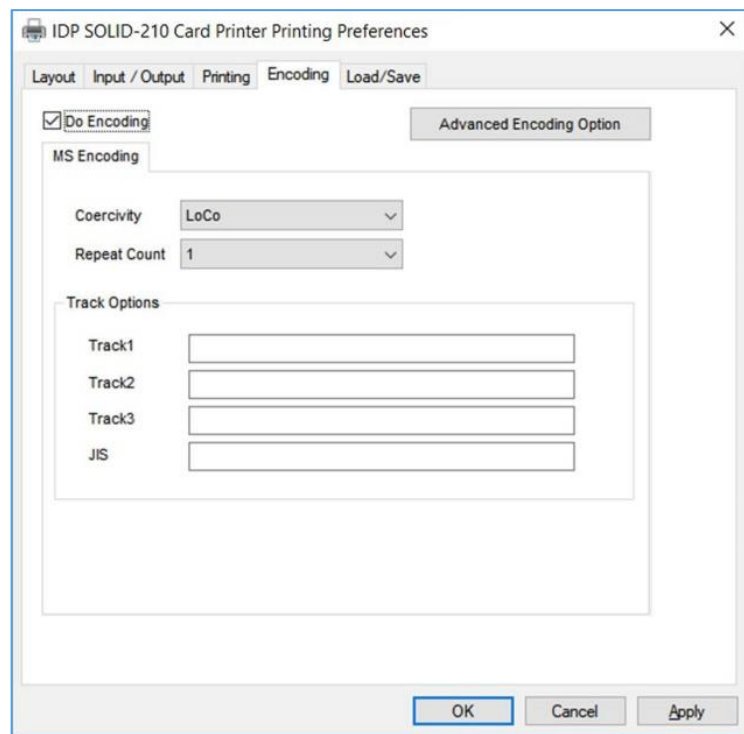 IDP SOLID-210 Card Printer Printing Preferences
Layout Input / Output Printing Encoding Load/Save
Do Encoding Advanced Encoding Option
MS Encoding
Coercivity LoCo
Repeat Count 1
Track Options
Track1
Track2
Track3
JIS
OK Cancel Apply